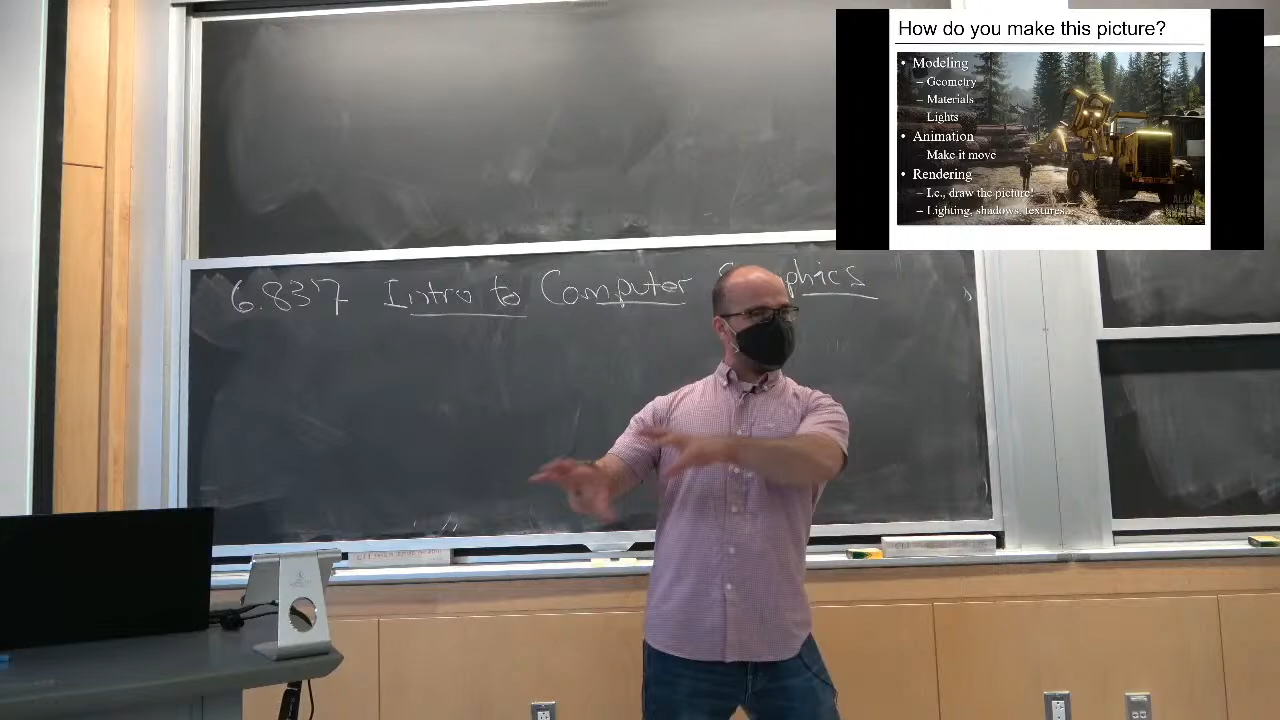 How do you make this picture?
• Modeling
– Geometry
– Materials
Lights
• Animation
Make it move
• Rendering
– I.e., draw the picture!
– Lighting, shadows, textures...
6.837 Intro to Computer